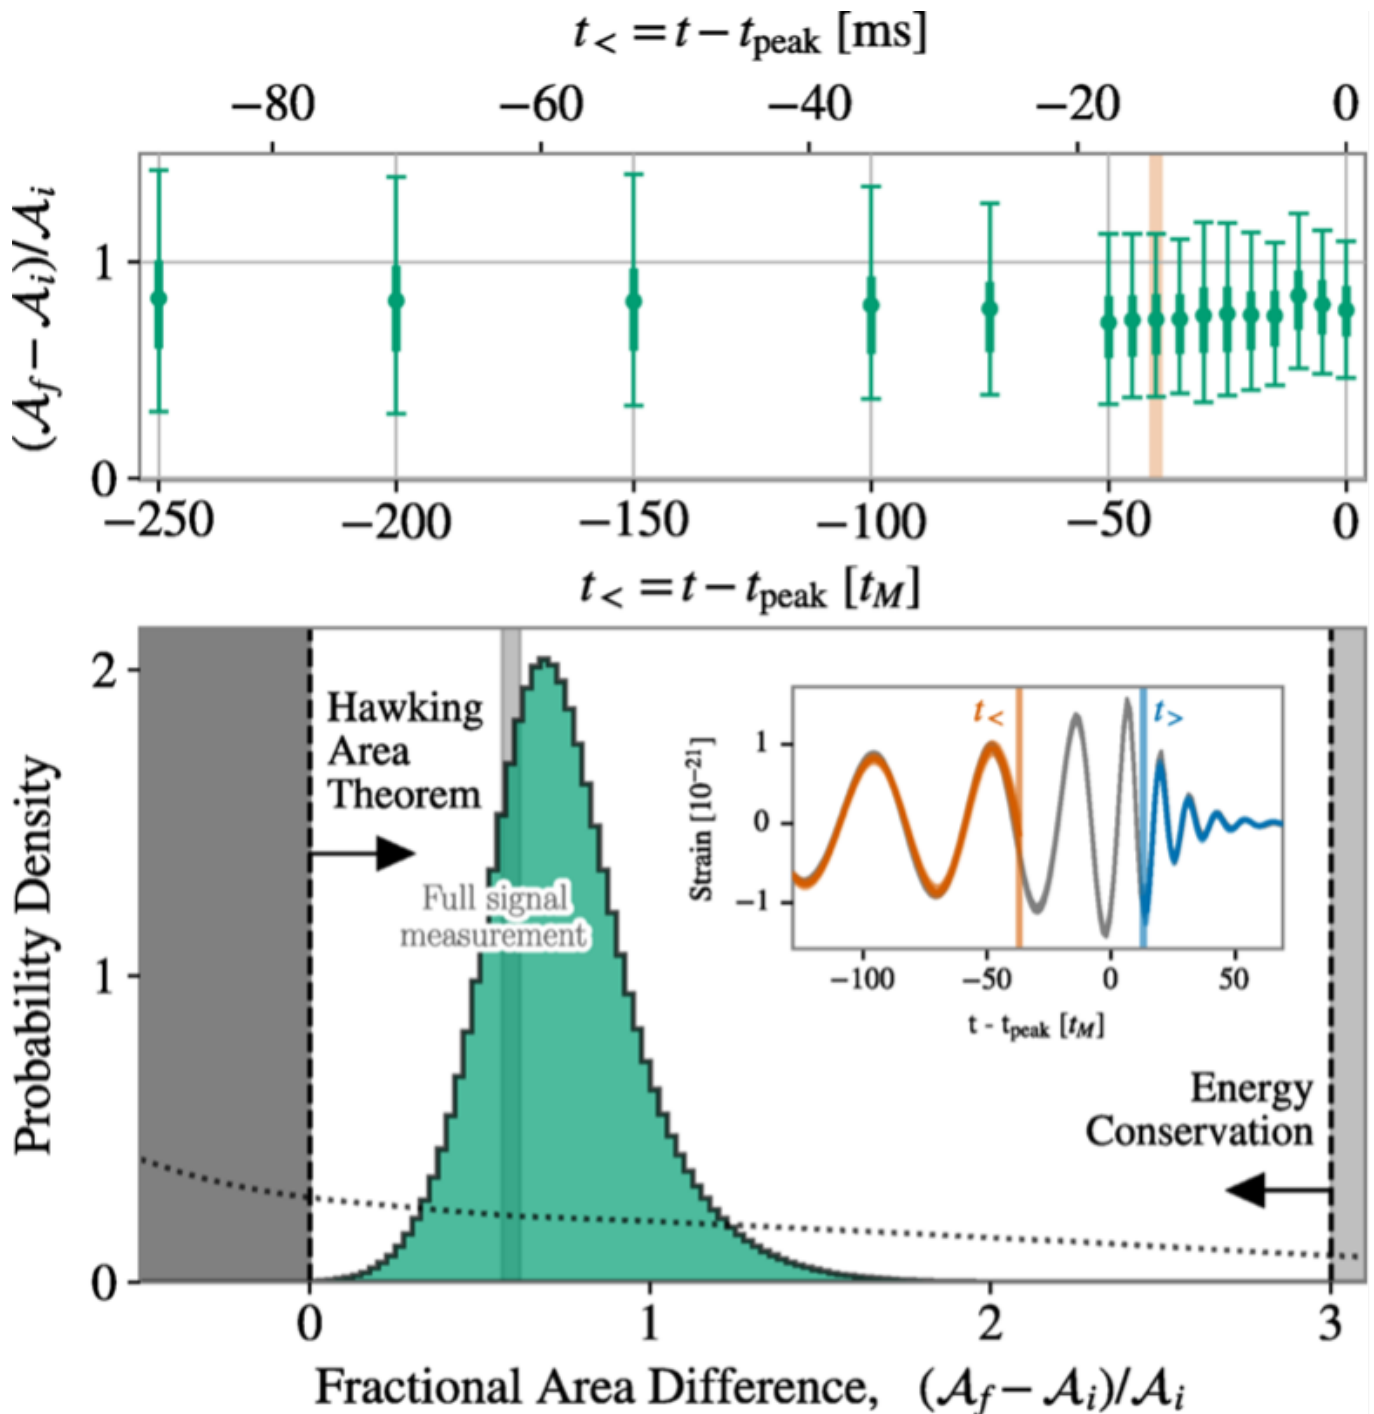 t< = t − tpeak [ms]
−80 −60 −40 −20 0
(𝒜f − 𝒜i)/𝒜i
1
0
−250 −200 −150 −100 −50 0
t< = t − tpeak [tM]
Probability Density
2
1
0
Hawking
Area
Theorem
Full signal
measurement
Strain [10−21]
1
0
−1
t< t>
−100 −50 0 50
t - tpeak [tM]
Energy
Conservation
0 1 2 3
Fractional Area Difference, (𝒜f − 𝒜i)/𝒜i